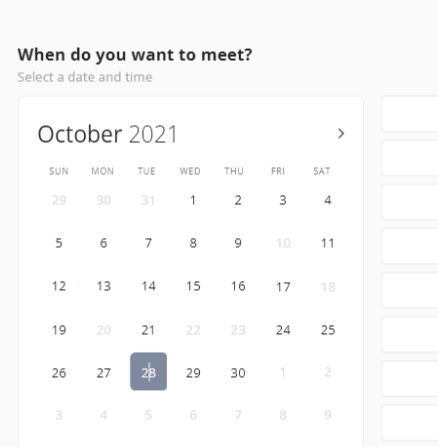 When do you want to meet?
Select a date and time
October 2021 >
SUN MON TUE WED THU FRI SAT
29 30 31 1 2 3 4
5 6 7 8 9 10 11
12 13 14 15 16 17 18
19 20 21 22 23 24 25
26 27 28 29 30 1 2
3 4 5 6 7 8 9